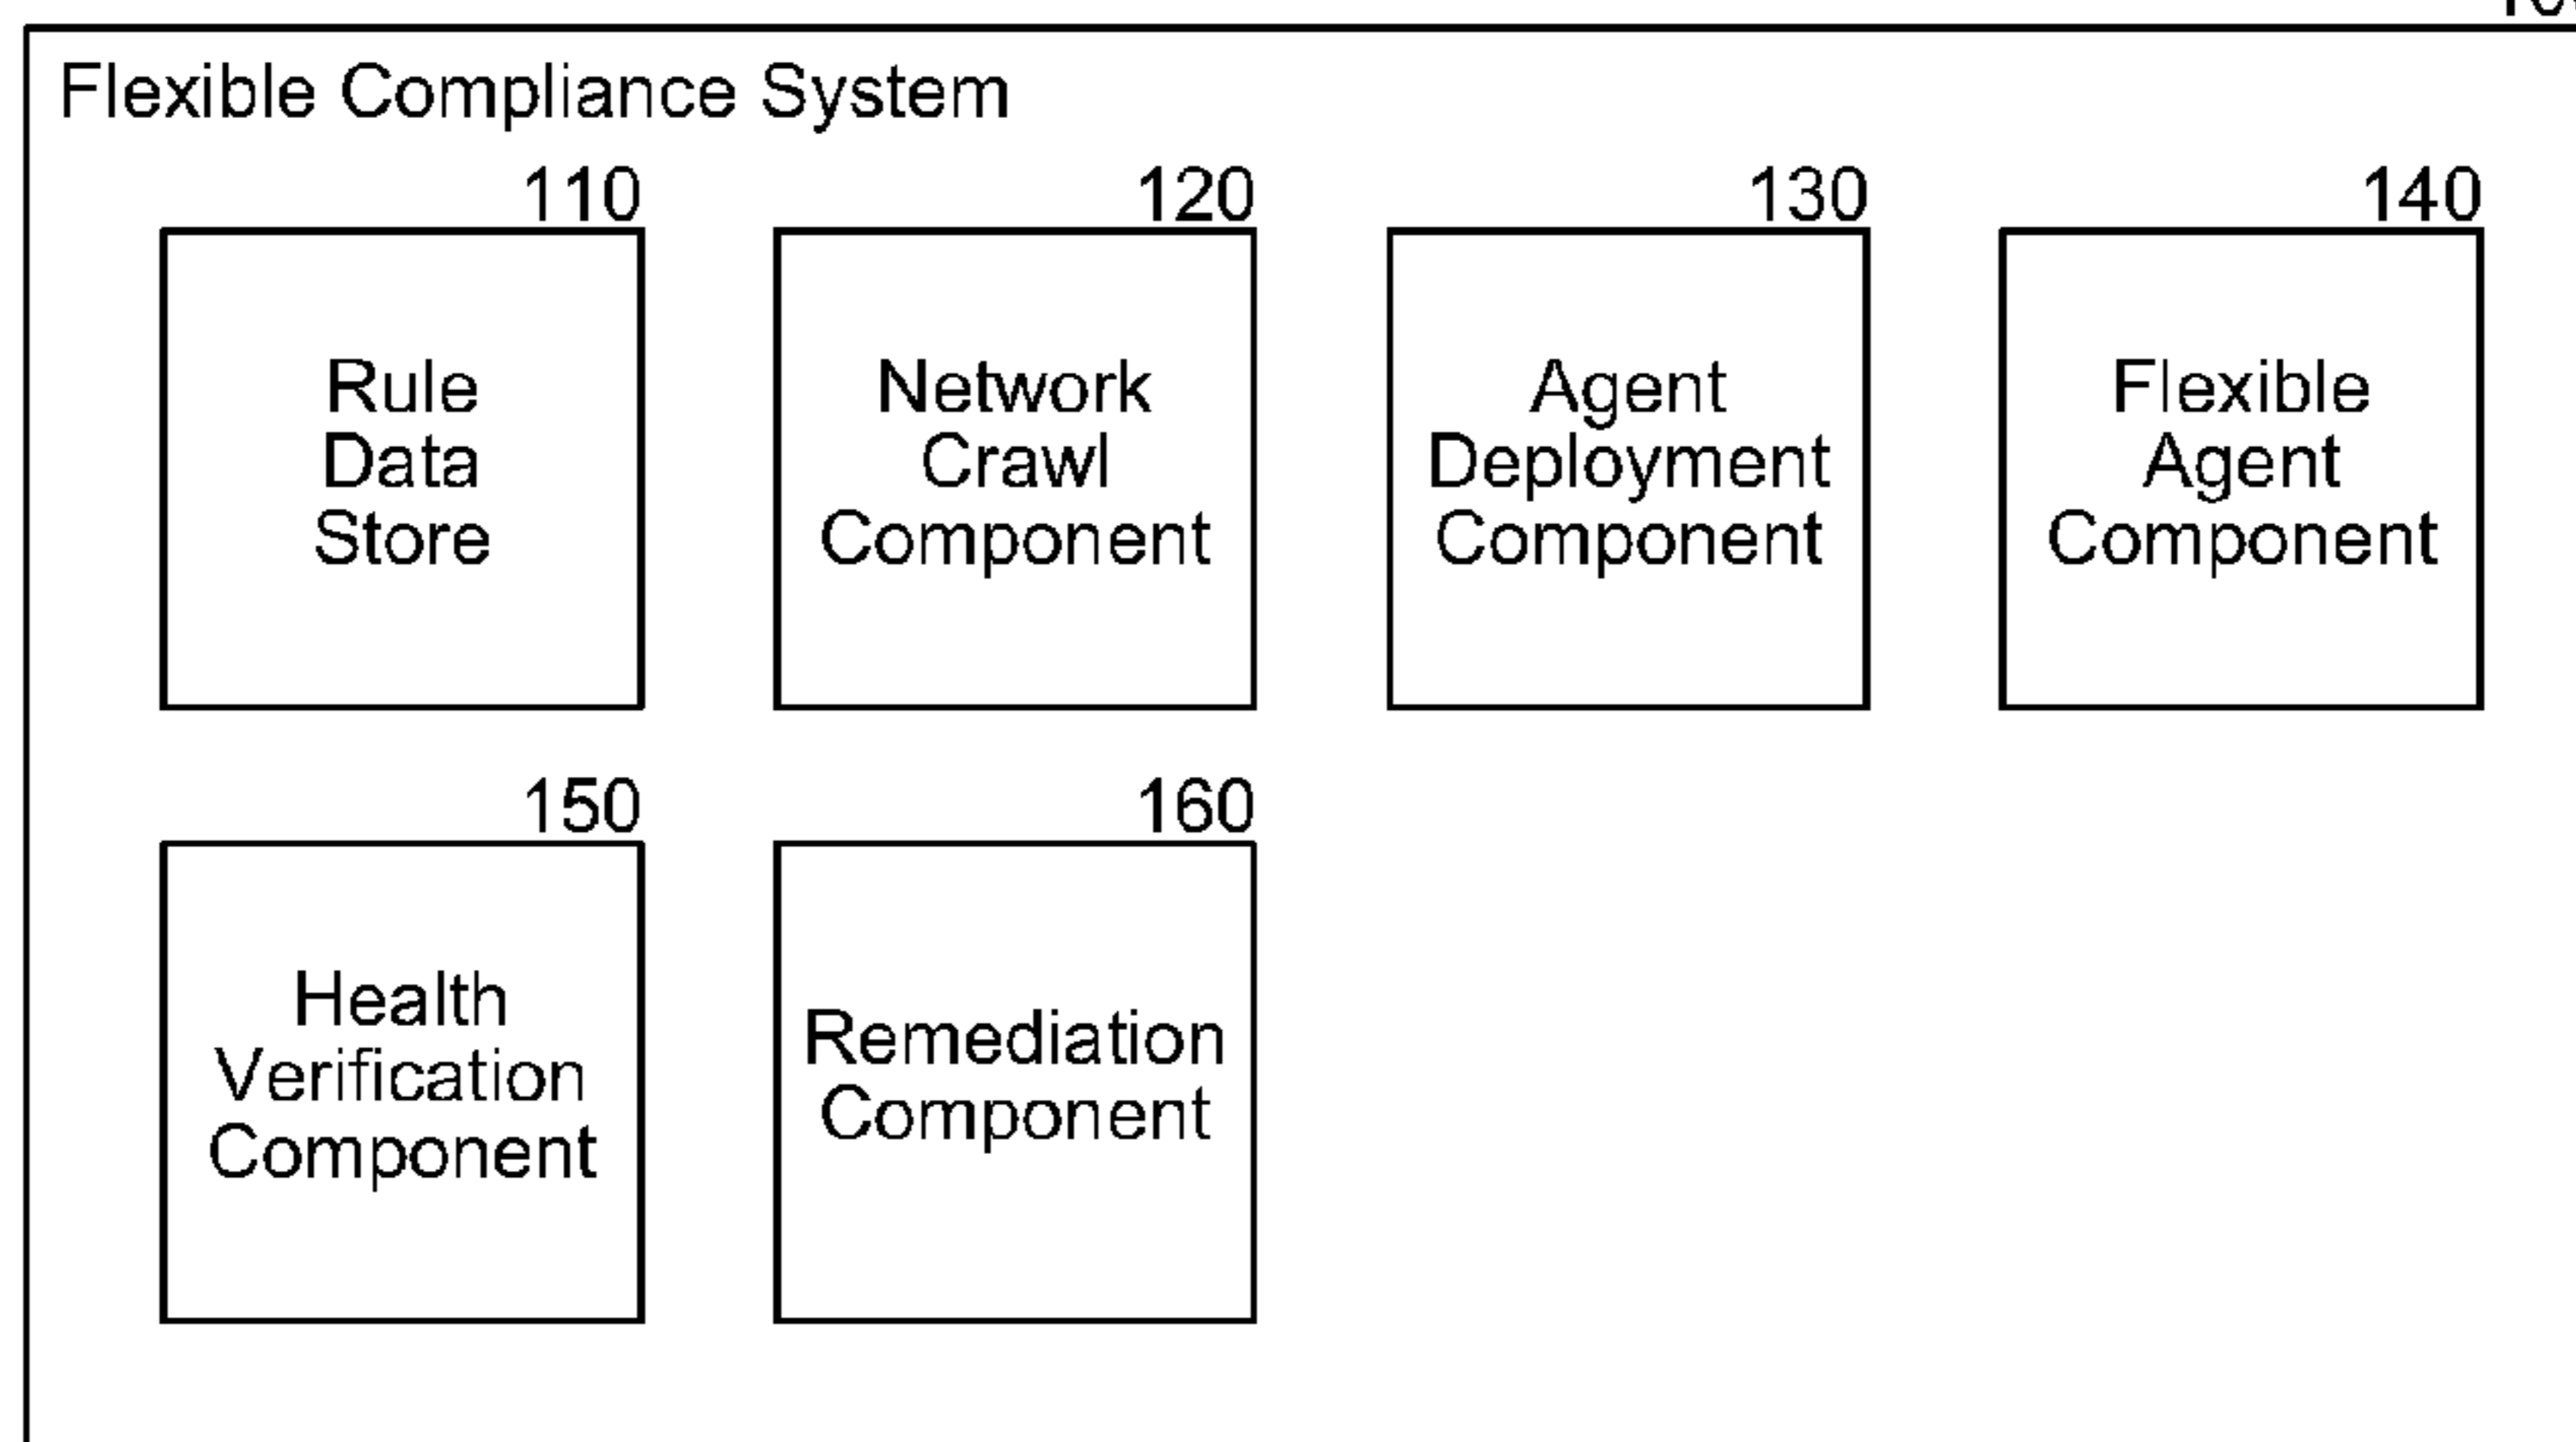 Flexible Compliance System
110
120
130
140
Rule
Data
Store
Network
Crawl
Component
Agent
Deployment
Component
Flexible
Agent
Component
150
160
Health
Verification
Component
Remediation
Component